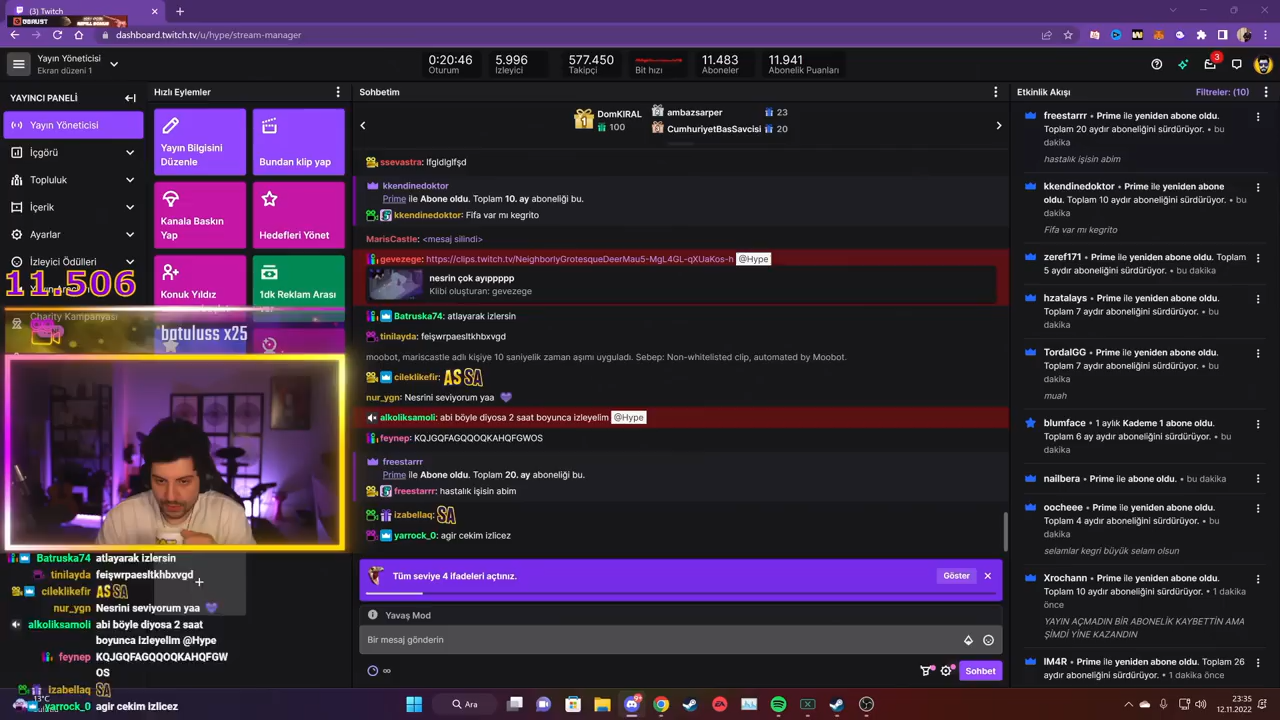 (3) Twitch
dashboard.twitch.tv/u/hype/stream-manager
Yayın Yöneticisi
Ekran düzeni 1
0:20:46
Oturum
5.996
İzleyici
577.450
Takipçi
Bit hızı
11.483
Aboneler
11.941
Abonelik Puanları
3
YAYINCI PANELİ
Yayın Yöneticisi
İçgörü
Topluluk
İçerik
Ayarlar
İzleyici Ödülleri
11.506
Charity Kampanyası
batuluss x25
Hızlı Eylemler
Yayın Bilgisini
Düzenle
Bundan klip yap
Kanala Baskın
Yap
Hedefleri Yönet
Konuk Yıldız
1dk Reklam Arası
Sohbetim
1
DomKIRAL
100
2
ambazsarper
23
3
CumhuriyetBasSavcisi
20
ssevastra: lfgldlglfşd
kkendinedoktor
Prime ile Abone oldu. Toplam 10. ay aboneliği bu.
kkendinedoktor: Fifa var mı kegrito
MarisCastle: <mesaj silindi>
gevezege: https://clips.twitch.tv/NeighborlyGrotesqueDeerMau5-MgL4GL-qXUaKos-h @Hype
nesrin çok ayıppppp
Klibi oluşturan: gevezege
Batruska74: atlayarak izlersin
tinilayda: feişwrpaesltkhbxvgd
moobot, mariscastle adlı kişiye 10 saniyelik zaman aşımı uyguladı. Sebep: Non-whitelisted clip, automated by Moobot.
cileklikefir: AS SA
nur_ygn: Nesrini seviyorum yaa
alkoliksamoli: abi böyle diyosa 2 saat boyunca izleyelim @Hype
feynep: KQJGQFAGQQOQKAHQFGWOS
freestarrr
Prime ile Abone oldu. Toplam 20. ay aboneliği bu.
freestarrr: hastalık işisin abim
izabellaq: SA
yarrock_0: agir cekim izlicez
Tüm seviye 4 ifadeleri açtınız.
Göster
Yavaş Mod
Bir mesaj gönderin
Sohbet
Etkinlik Akışı
Filtreler: (10)
freestarrr • Prime ile yeniden abone oldu.
Toplam 20 aydır aboneliğini sürdürüyor. • bu
dakika
hastalık işisin abim
kkendinedoktor • Prime ile yeniden abone
oldu. Toplam 10 aydır aboneliğini sürdürüyor. • bu
dakika
Fifa var mı kegrito
zeref171 • Prime ile yeniden abone oldu. Toplam
5 aydır aboneliğini sürdürüyor. • bu dakika
hzatalays • Prime ile yeniden abone oldu.
Toplam 7 aydır aboneliğini sürdürüyor. • bu
dakika
TordalGG • Prime ile yeniden abone oldu.
Toplam 7 aydır aboneliğini sürdürüyor. • bu
dakika
muah
blumface • 1 aylık Kademe 1 abone oldu.
Toplam 6 ay aydır aboneliğini sürdürüyor. • bu
dakika
nailbera • Prime ile abone oldu. • bu dakika
oocheee • Prime ile yeniden abone oldu.
Toplam 4 aydır aboneliğini sürdürüyor. • bu
dakika
selamlar kegri büyük selam olsun
Xrochann • Prime ile yeniden abone oldu.
Toplam 10 aydır aboneliğini sürdürüyor. • 1 dakika
önce
YAYIN AÇMADIN BİR ABONELİK KAYBETTİN AMA
ŞİMDİ YİNE KAZANDIN
IM4R • Prime ile yeniden abone oldu. Toplam 26
aydır aboneliğini sürdürüyor. • 1 dakika önce
Batruska74 atlayarak izlersin
tinilayda feişwrpaesltkhbxvgd
cileklikefir AS SA
nur_ygn Nesrini seviyorum yaa
alkoliksamoli abi böyle diyosa 2 saat
boyunca izleyelim @Hype
feynep KQJGQFAGQQOQKAHQFGW
OS
izabellaq SA
yarrock_0 agir cekim izlicez
13°C
Ara
23:35
12.11.2022